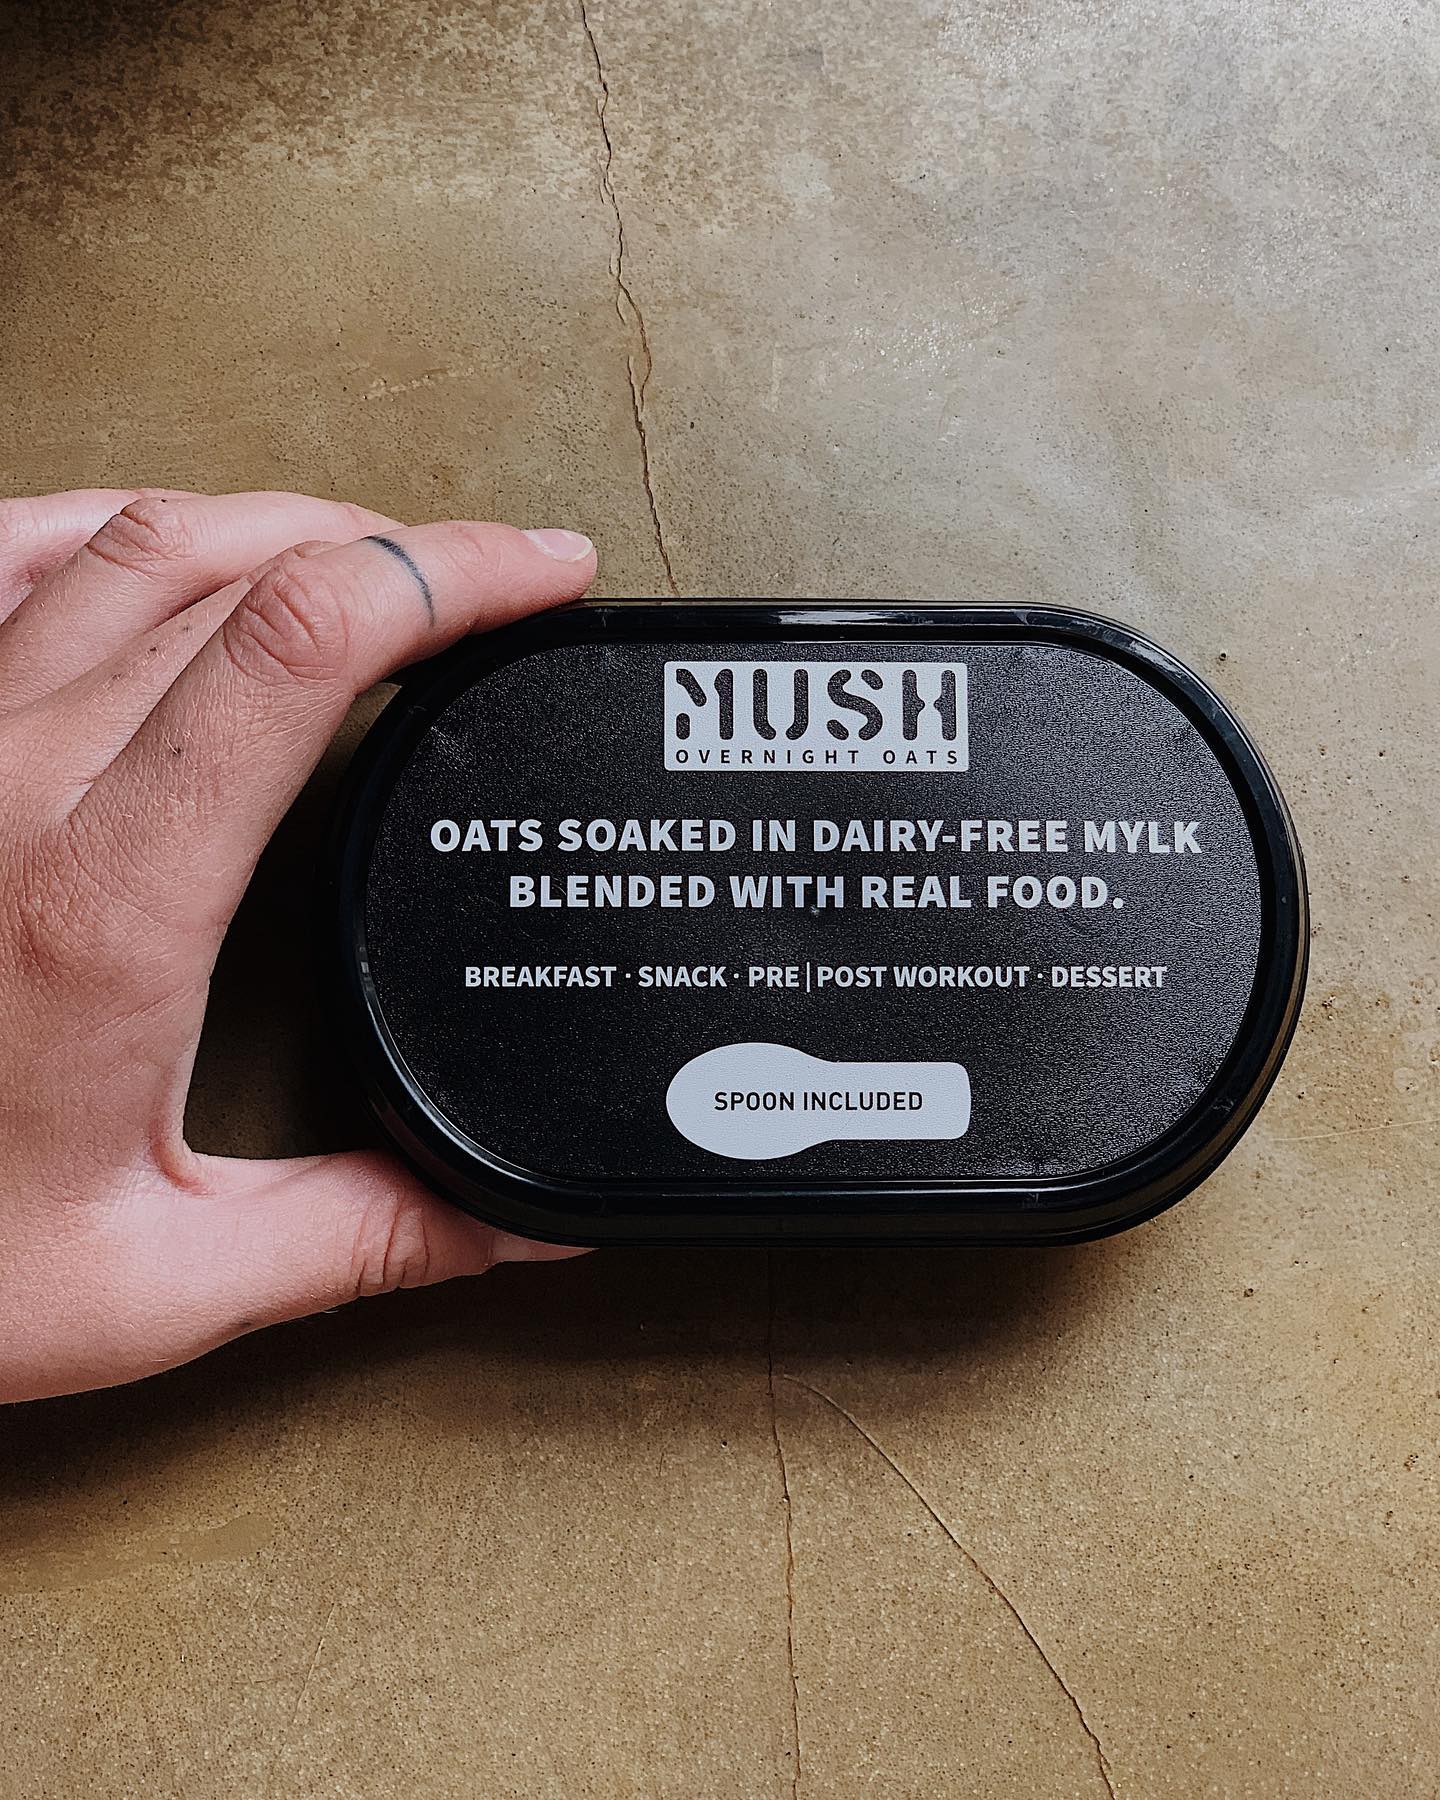 MUSH
OVERNIGHT OATS
OATS SOAKED IN DAIRY-FREE MYLK
BLENDED WITH REAL FOOD.
BREAKFAST · SNACK · PRE|POST WORKOUT · DESSERT
SPOON INCLUDED